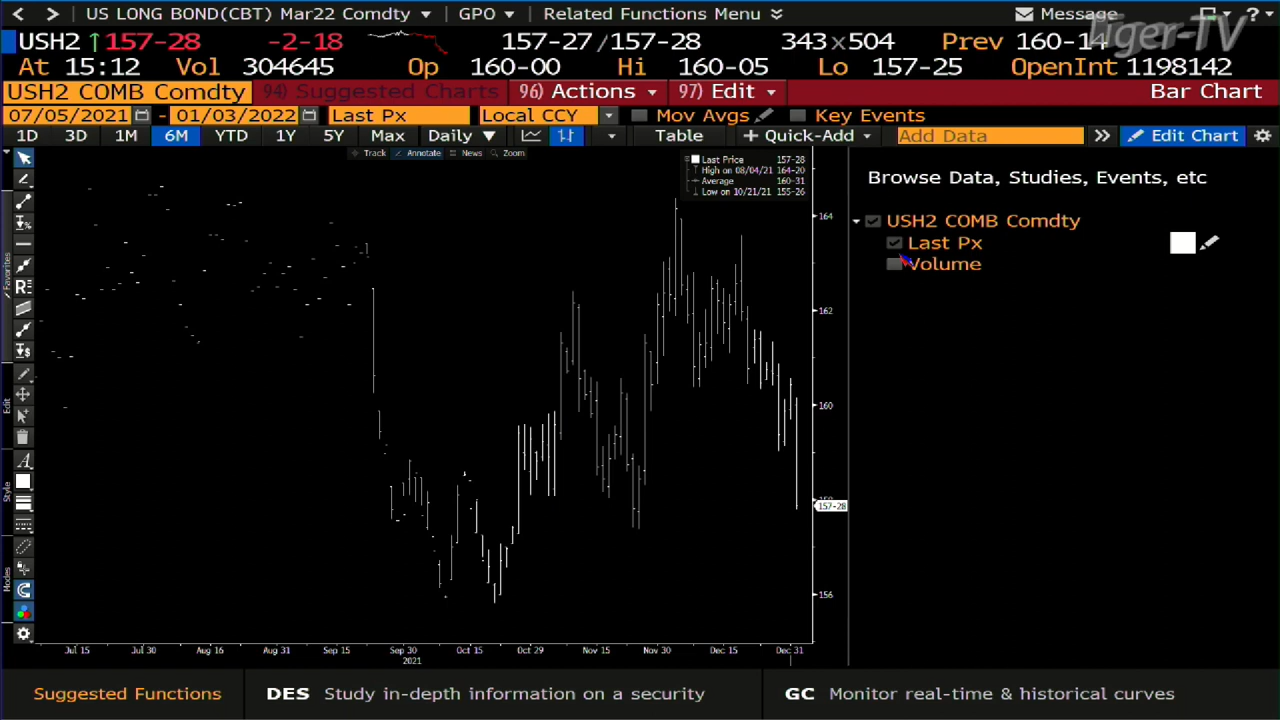 US LONG BOND(CBT) Mar22 Comdty GPO Related Functions Menu Message ?
USH2 ↑157-28 -2-18 157-27/157-28 343x504 Prev 160-14
Tiger-TV
At 15:12 Vol 304645 Op 160-00 Hi 160-05 Lo 157-25 OpenInt 1198142
USH2 COMB Comdty 94) Suggested Charts 96) Actions 97) Edit Bar Chart
07/05/2021 - 01/03/2022 Last Px Local CCY Mov Avgs Key Events
1D 3D 1M 6M YTD 1Y 5Y Max Daily Table + Quick-Add Add Data Edit Chart
Track Annotate News Zoom
Last Price 157-28
High on 08/04/21 164-20
Average 160-31
Low on 10/21/21 155-26
Browse Data, Studies, Events, etc
USH2 COMB Comdty
Last Px
Volume
Favorites
Edit
Style
Modes
164
162
160
157-28
156
Jul 15 Jul 30 Aug 16 Aug 31 Sep 15 Sep 30 Oct 15 Oct 29 Nov 15 Nov 30 Dec 15 Dec 31
2021
Suggested Functions DES Study in-depth information on a security GC Monitor real-time & historical curves